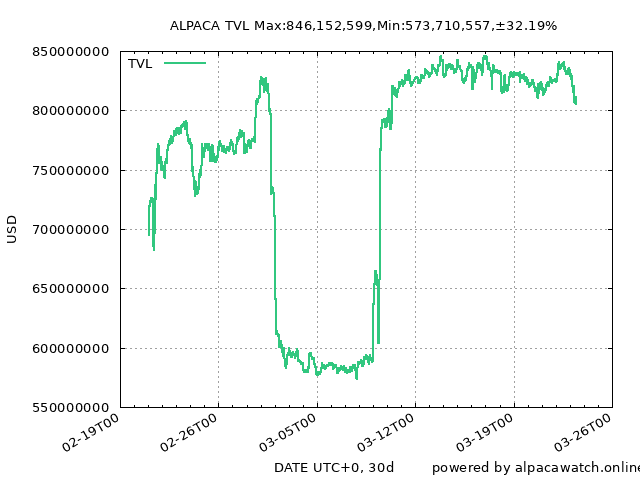 ALPACA TVL Max:846,152,599,Min:573,710,557,±32.19%
TVL
850000000
800000000
750000000
700000000
650000000
600000000
550000000
USD
02-19T00
02-26T00
03-05T00
03-12T00
03-19T00
03-26T00
DATE UTC+0, 30d
powered by alpacawatch.online